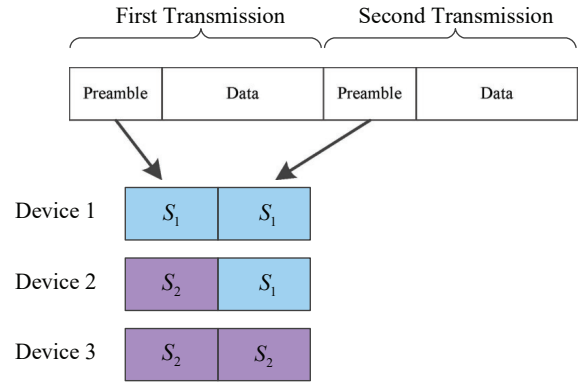 First Transmission Second Transmission
Preamble Data Preamble Data
Device 1 S₁ S₁
Device 2 S₂ S₁
Device 3 S₂ S₂